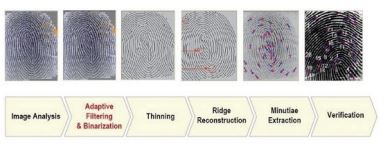 Image Analysis
Adaptive
Filtering
& Binarization
Thinning
Ridge
Reconstruction
Minutiae
Extraction
Verification